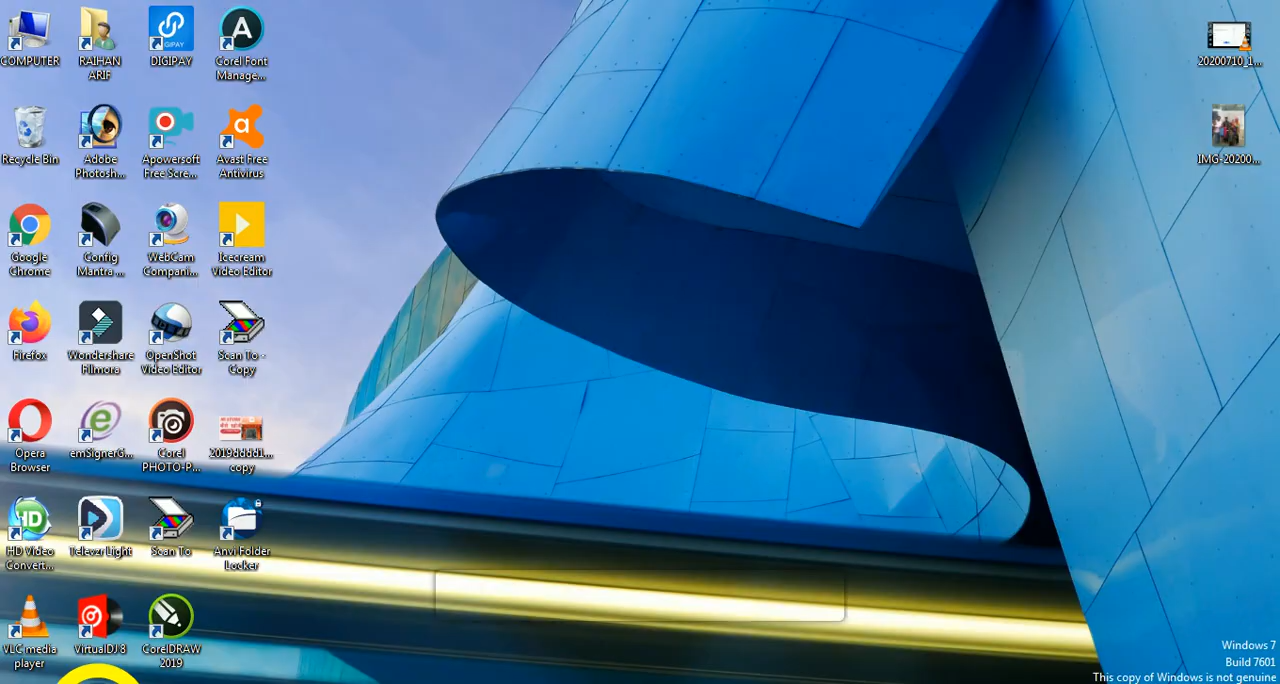 COMPUTER
RAIHAN
ARIF
DIGIPAY
Corel Font
Manage...
Recycle Bin
Adobe
Photosh...
Apowersoft
Free Scre...
Avast Free
Antivirus
Google
Chrome
Config
Mantra ...
WebCam
Compani...
Icecream
Video Editor
Firefox
Wondershare
Filmora
OpenShot
Video Editor
Scan To -
Copy
Opera
Browser
emSignerG...
Corel
PHOTO-P...
2019dddd1...
copy
HD Video
Convert...
Televzr Light
Scan To
Anvi Folder
Locker
VLC media
player
VirtualDJ 8
CorelDRAW
2019
20200710_1...
IMG-20200...
Windows 7
Build 7601
This copy of Windows is not genuine